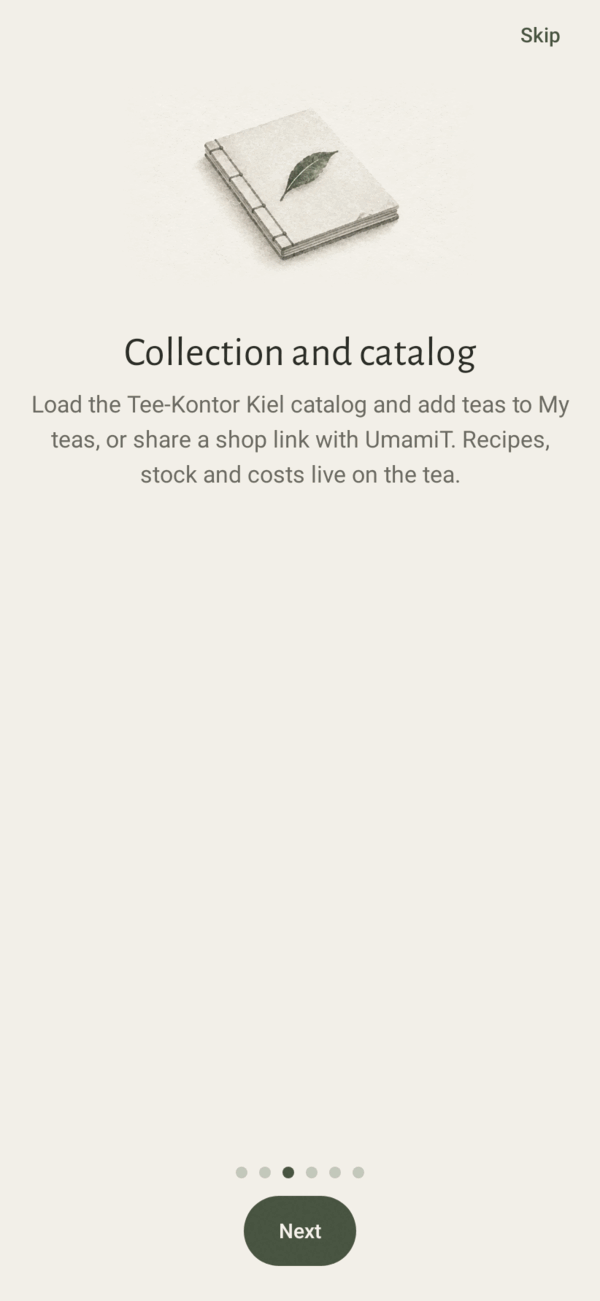 Skip
Collection and catalog
Load the Tee-Kontor Kiel catalog and add teas to My
teas, or share a shop link with UmamiT. Recipes,
stock and costs live on the tea.
Next